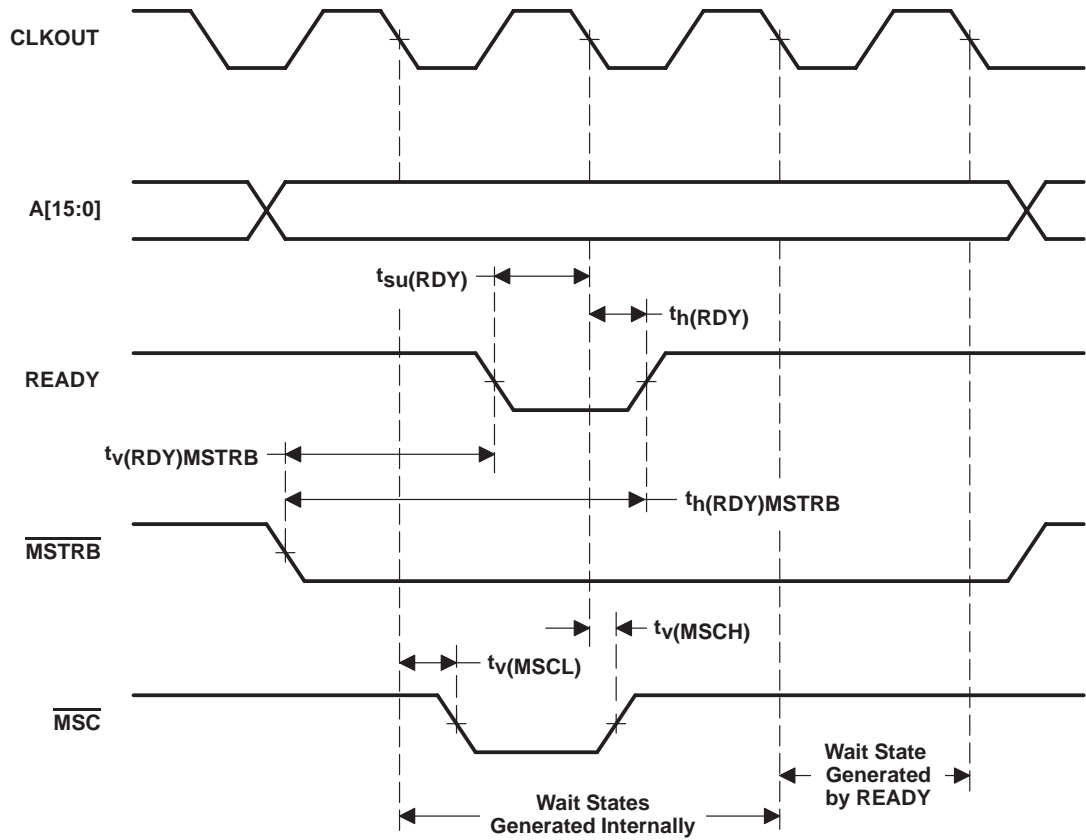 CLKOUT
A[15:0]
tsu(RDY)
th(RDY)
READY
tv(RDY)MSTRB
th(RDY)MSTRB
MSTRB
tv(MSCH)
tv(MSCL)
MSC
Wait State
Generated
by READY
Wait States
Generated Internally